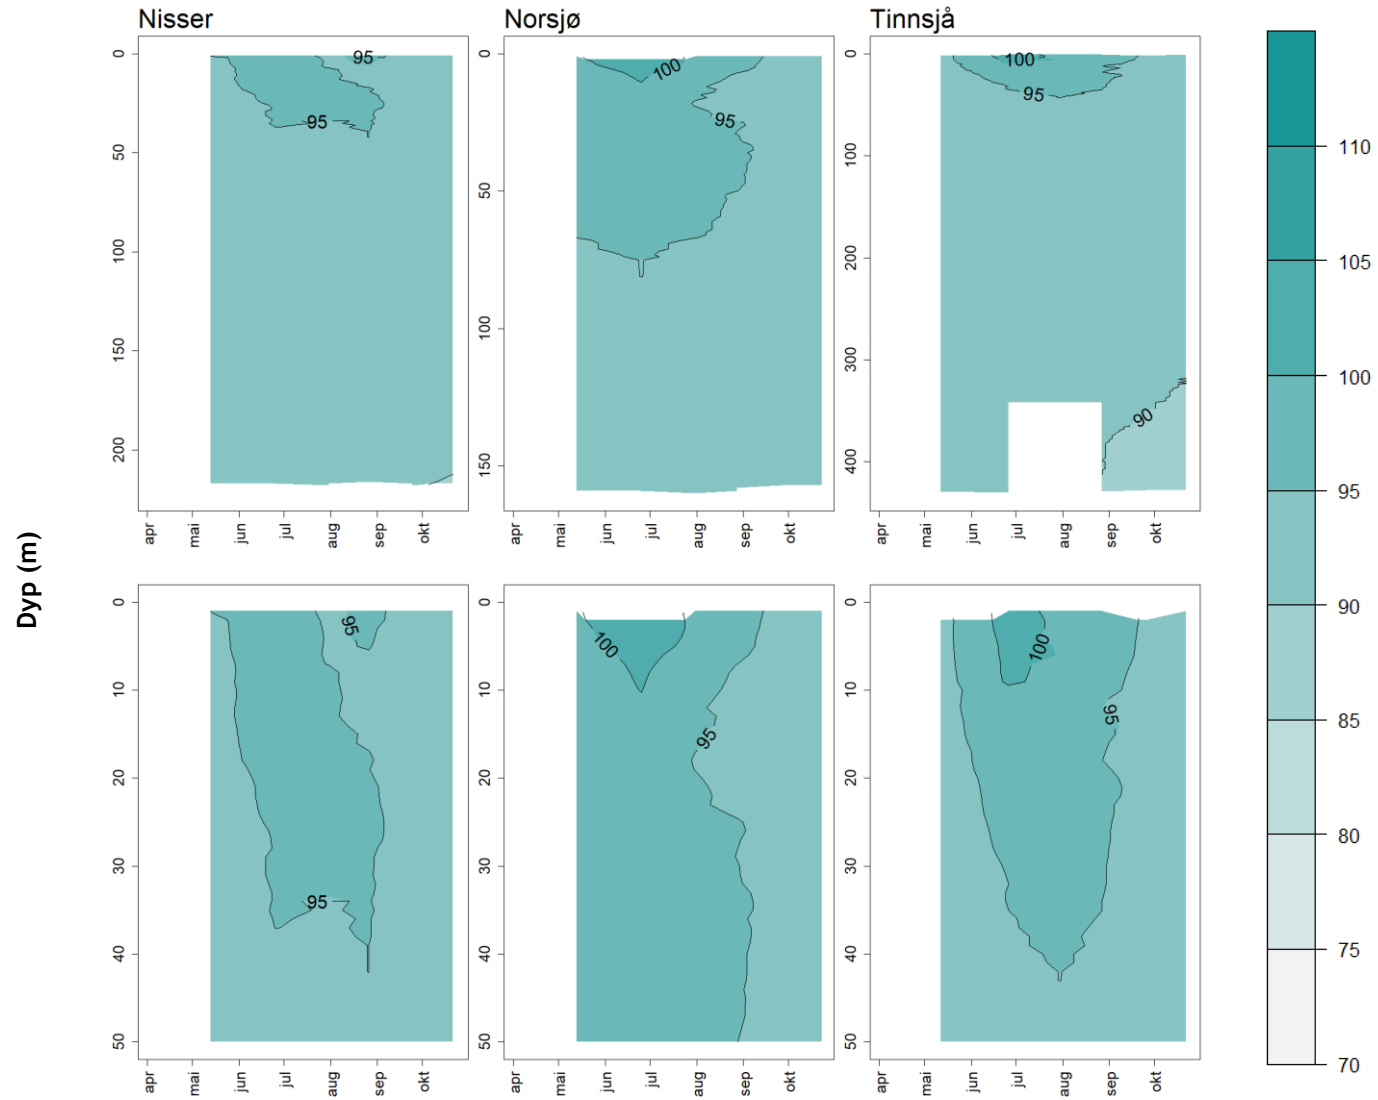 Nisser
Norsjø
Tinnsjå
Dyp (m)
0
50
100
150
200
95
95
apr
mai
jun
jul
aug
sep
okt
0
50
100
150
100
95
apr
mai
jun
jul
aug
sep
okt
0
100
200
300
400
100
95
90
apr
mai
jun
jul
aug
sep
okt
0
10
20
30
40
50
95
95
apr
mai
jun
jul
aug
sep
okt
0
10
20
30
40
50
100
95
apr
mai
jun
jul
aug
sep
okt
0
10
20
30
40
50
100
95
apr
mai
jun
jul
aug
sep
okt
110
105
100
95
90
85
80
75
70